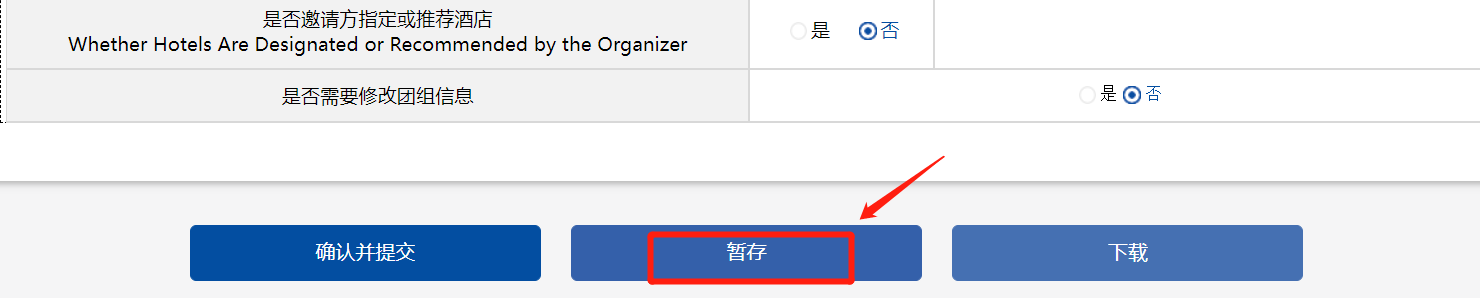 是否邀请方指定或推荐酒店
Whether Hotels Are Designated or Recommended by the Organizer
是 否
是否需要修改团组信息
是 否
确认并提交
暂存
下载